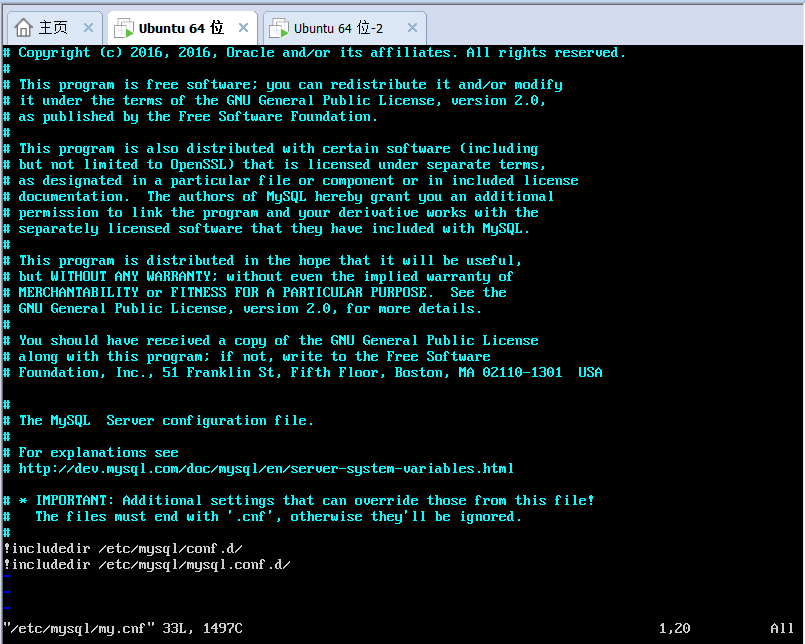 主页 Ubuntu 64 位 Ubuntu 64 位-2
# Copyright (c) 2016, 2016, Oracle and/or its affiliates. All rights reserved.
#
# This program is free software; you can redistribute it and/or modify
# it under the terms of the GNU General Public License, version 2.0,
# as published by the Free Software Foundation.
#
# This program is also distributed with certain software (including
# but not limited to OpenSSL) that is licensed under separate terms,
# as designated in a particular file or component or in included license
# documentation.  The authors of MySQL hereby grant you an additional
# permission to link the program and your derivative works with the
# separately licensed software that they have included with MySQL.
#
# This program is distributed in the hope that it will be useful,
# but WITHOUT ANY WARRANTY; without even the implied warranty of
# MERCHANTABILITY or FITNESS FOR A PARTICULAR PURPOSE.  See the
# GNU General Public License, version 2.0, for more details.
#
# You should have received a copy of the GNU General Public License
# along with this program; if not, write to the Free Software
# Foundation, Inc., 51 Franklin St, Fifth Floor, Boston, MA 02110-1301  USA
#
# The MySQL  Server configuration file.
#
# For explanations see
# http://dev.mysql.com/doc/mysql/en/server-system-variables.html
# * IMPORTANT: Additional settings that can override those from this file!
#   The files must end with '.cnf', otherwise they'll be ignored.
#
!includedir /etc/mysql/conf.d/
!includedir /etc/mysql/mysql.conf.d/
~
~
~
"/etc/mysql/my.cnf" 33L, 1497C 1,20 All